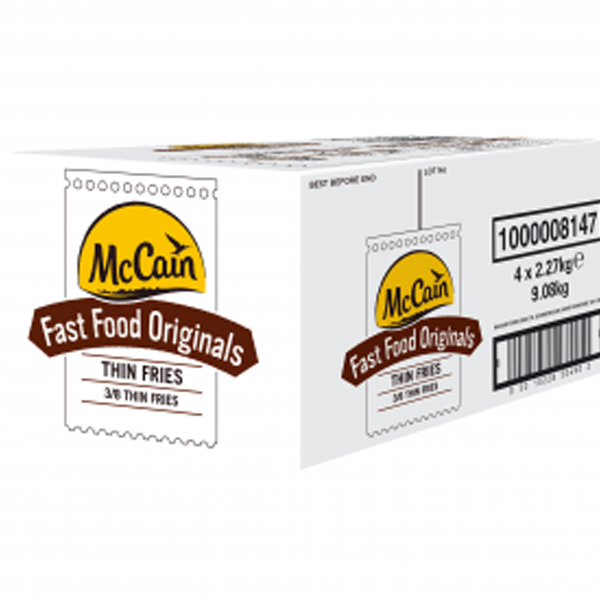 McCain
Fast Food Originals
THIN FRIES
3/8 THIN FRIES
BEST BEFORE END
LOT No
McCain
Fast Food Originals
THIN FRIES
3/8 THIN FRIES
1000008147
4 x 2.27kg℮
9.08kg